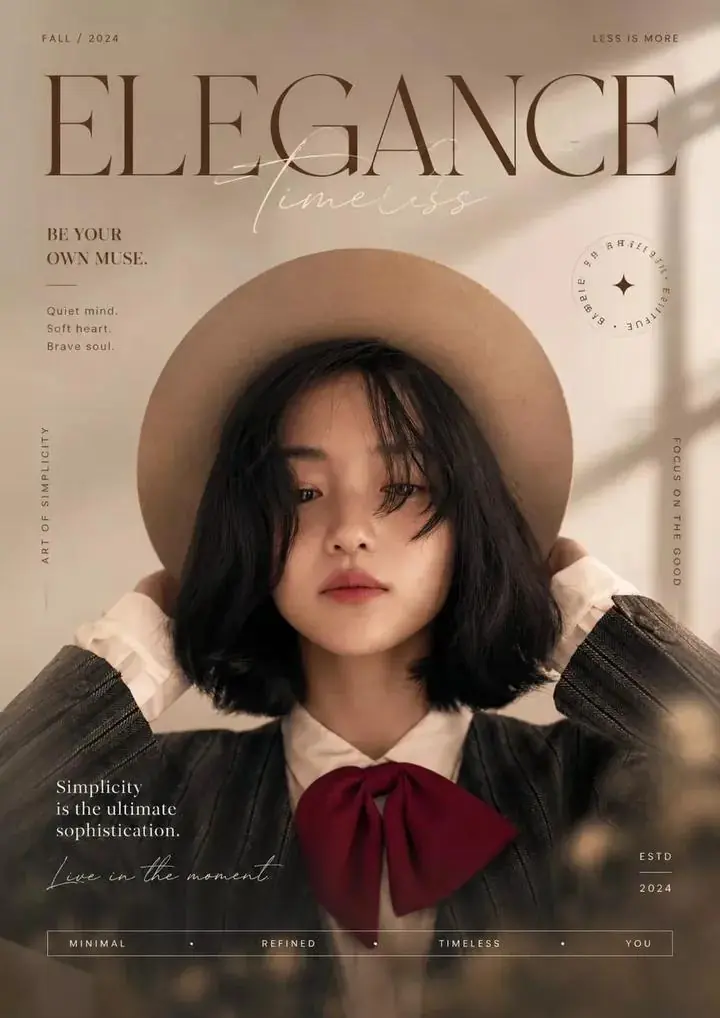 FALL / 2024
LESS IS MORE
ELEGANCE
Timeless
BE YOUR
OWN MUSE.
Quiet mind.
Soft heart.
Brave soul.
ART OF SIMPLICITY
FOCUS ON THE GOOD
Simplicity
is the ultimate
sophistication.
Live in the moment.
ESTD
2024
MINIMAL • REFINED • TIMELESS • YOU